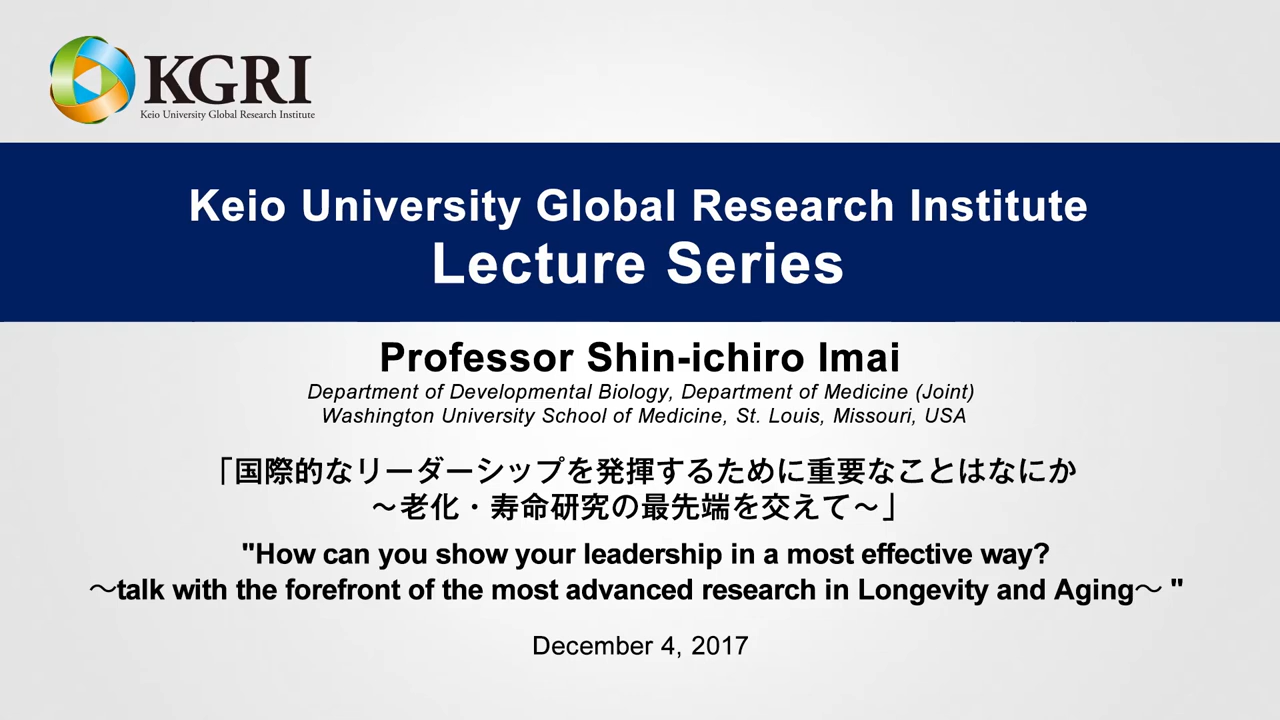 KGRI
Keio University Global Research Institute
Keio University Global Research Institute
Lecture Series
Professor Shin-ichiro Imai
Department of Developmental Biology, Department of Medicine (Joint)
Washington University School of Medicine, St. Louis, Missouri, USA
「国際的なリーダーシップを発揮するために重要なことはなにか
～老化・寿命研究の最先端を交えて～」
"How can you show your leadership in a most effective way?
～talk with the forefront of the most advanced research in Longevity and Aging～ "
December 4, 2017